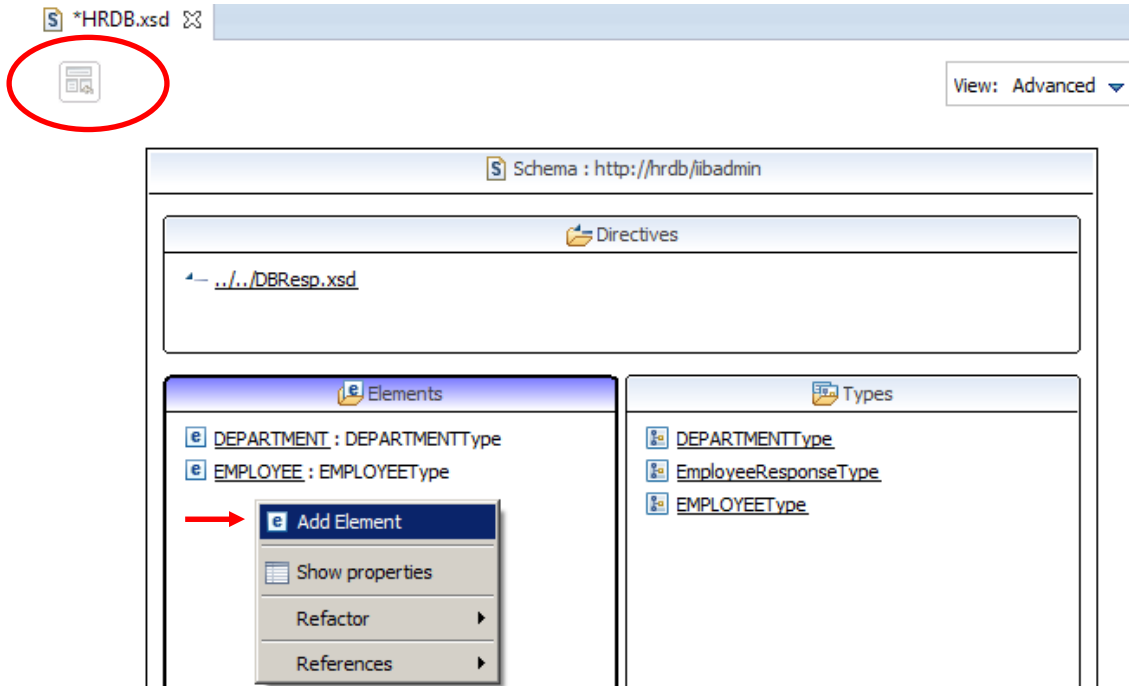 *HRDB.xsd
View: Advanced
Schema : http://hrdb/iibadmin
Directives
../../DBResp.xsd
Elements
DEPARTMENT : DEPARTMENTType
EMPLOYEE : EMPLOYEEType
Add Element
Show properties
Refactor
References
Types
DEPARTMENTType
EmployeeResponseType
EMPLOYEEType